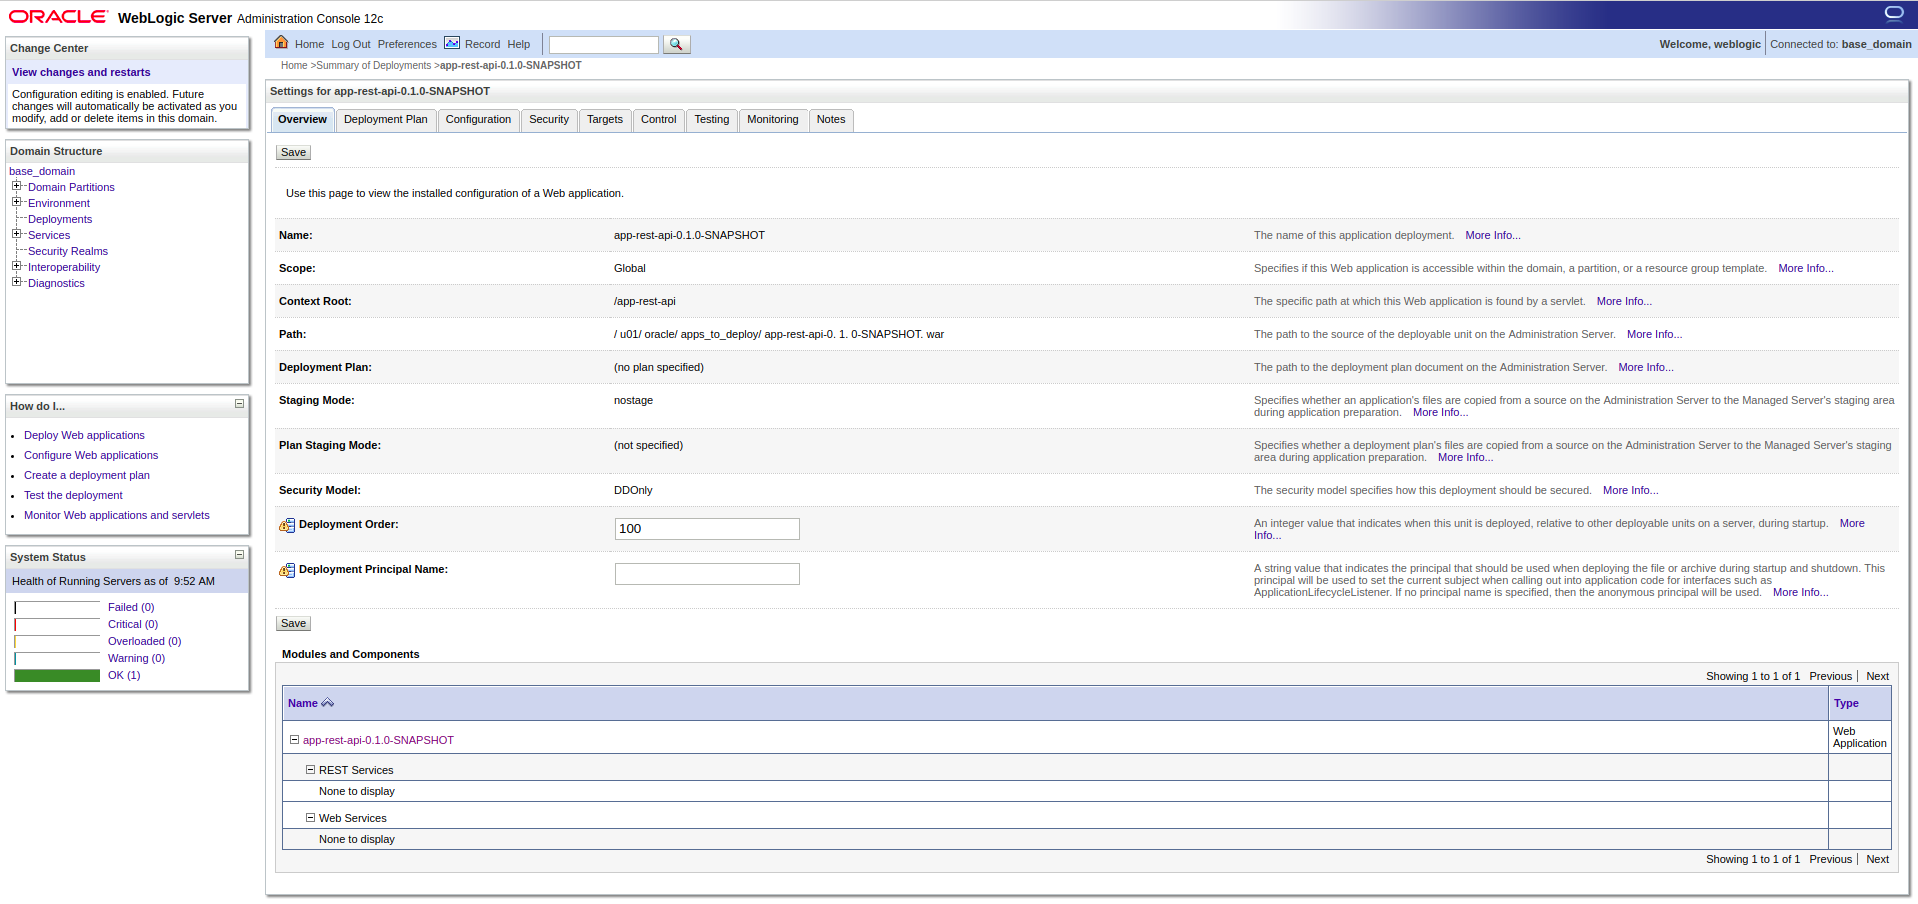 ORACLE WebLogic Server Administration Console 12c
Change Center
View changes and restarts
Configuration editing is enabled. Future
changes will automatically be activated as you
modify, add or delete items in this domain.
Domain Structure
base_domain
Domain Partitions
Environment
Deployments
Services
Security Realms
Interoperability
Diagnostics
How do I...
Deploy Web applications
Configure Web applications
Create a deployment plan
Test the deployment
Monitor Web applications and servlets
System Status
Health of Running Servers as of 9:52 AM
Failed (0)
Critical (0)
Overloaded (0)
Warning (0)
OK (1)
Home Log Out Preferences Record Help
Welcome, weblogic Connected to: base_domain
Home >Summary of Deployments >app-rest-api-0.1.0-SNAPSHOT
Settings for app-rest-api-0.1.0-SNAPSHOT
Overview Deployment Plan Configuration Security Targets Control Testing Monitoring Notes
Save
Use this page to view the installed configuration of a Web application.
Name: app-rest-api-0.1.0-SNAPSHOT The name of this application deployment. More Info...
Scope: Global Specifies if this Web application is accessible within the domain, a partition, or a resource group template. More Info...
Context Root: /app-rest-api The specific path at which this Web application is found by a servlet. More Info...
Path: / u01/ oracle/ apps_to_deploy/ app-rest-api-0. 1. 0-SNAPSHOT. war The path to the source of the deployable unit on the Administration Server. More Info...
Deployment Plan: (no plan specified) The path to the deployment plan document on the Administration Server. More Info...
Staging Mode: nostage Specifies whether an application's files are copied from a source on the Administration Server to the Managed Server's staging area
during application preparation. More Info...
Plan Staging Mode: (not specified) Specifies whether a deployment plan's files are copied from a source on the Administration Server to the Managed Server's staging
area during application preparation. More Info...
Security Model: DDOnly The security model specifies how this deployment should be secured. More Info...
Deployment Order: 100 An integer value that indicates when this unit is deployed, relative to other deployable units on a server, during startup. More
Info...
Deployment Principal Name: A string value that indicates the principal that should be used when deploying the file or archive during startup and shutdown. This
principal will be used to set the current subject when calling out into application code for interfaces such as
ApplicationLifecycleListener. If no principal name is specified, then the anonymous principal will be used. More Info...
Save
Modules and Components
Showing 1 to 1 of 1 Previous Next
Name Type
app-rest-api-0.1.0-SNAPSHOT Web
Application
REST Services
None to display
Web Services
None to display
Showing 1 to 1 of 1 Previous Next